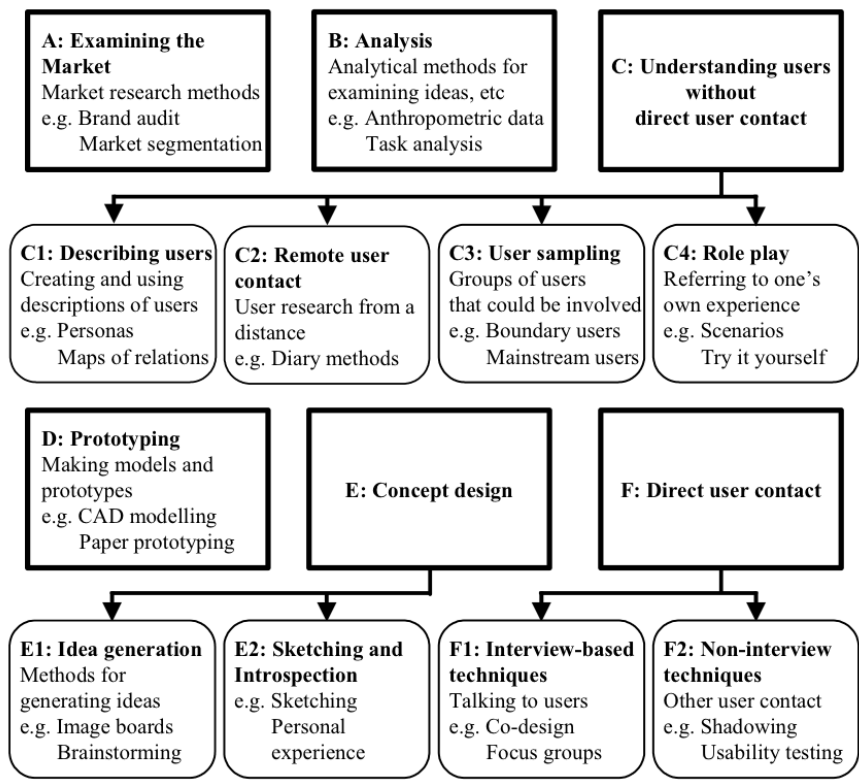 A: Examining the
Market
Market research methods
e.g. Brand audit
Market segmentation
B: Analysis
Analytical methods for
examining ideas, etc
e.g. Anthropometric data
Task analysis
C: Understanding users
without
direct user contact
C1: Describing users
Creating and using
descriptions of users
e.g. Personas
Maps of relations
C2: Remote user
contact
User research from a
distance
e.g. Diary methods
C3: User sampling
Groups of users
that could be involved
e.g. Boundary users
Mainstream users
C4: Role play
Referring to one’s
own experience
e.g. Scenarios
Try it yourself
D: Prototyping
Making models and
prototypes
e.g. CAD modelling
Paper prototyping
E: Concept design
F: Direct user contact
E1: Idea generation
Methods for
generating ideas
e.g. Image boards
Brainstorming
E2: Sketching and
Introspection
e.g. Sketching
Personal
experience
F1: Interview-based
techniques
Talking to users
e.g. Co-design
Focus groups
F2: Non-interview
techniques
Other user contact
e.g. Shadowing
Usability testing